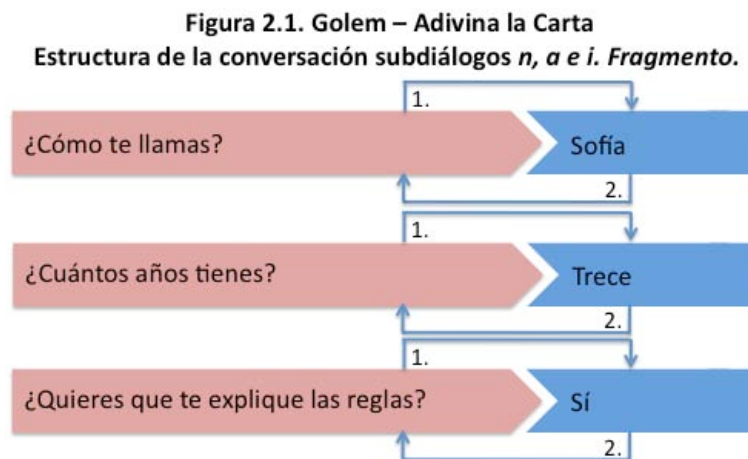 Figura 2.1. Golem – Adivina la Carta
Estructura de la conversación subdiálogos n, a e i. Fragmento.
1.
¿Cómo te llamas? Sofía
2.
1.
¿Cuántos años tienes? Trece
2.
1.
¿Quieres que te explique las reglas? Sí
2.